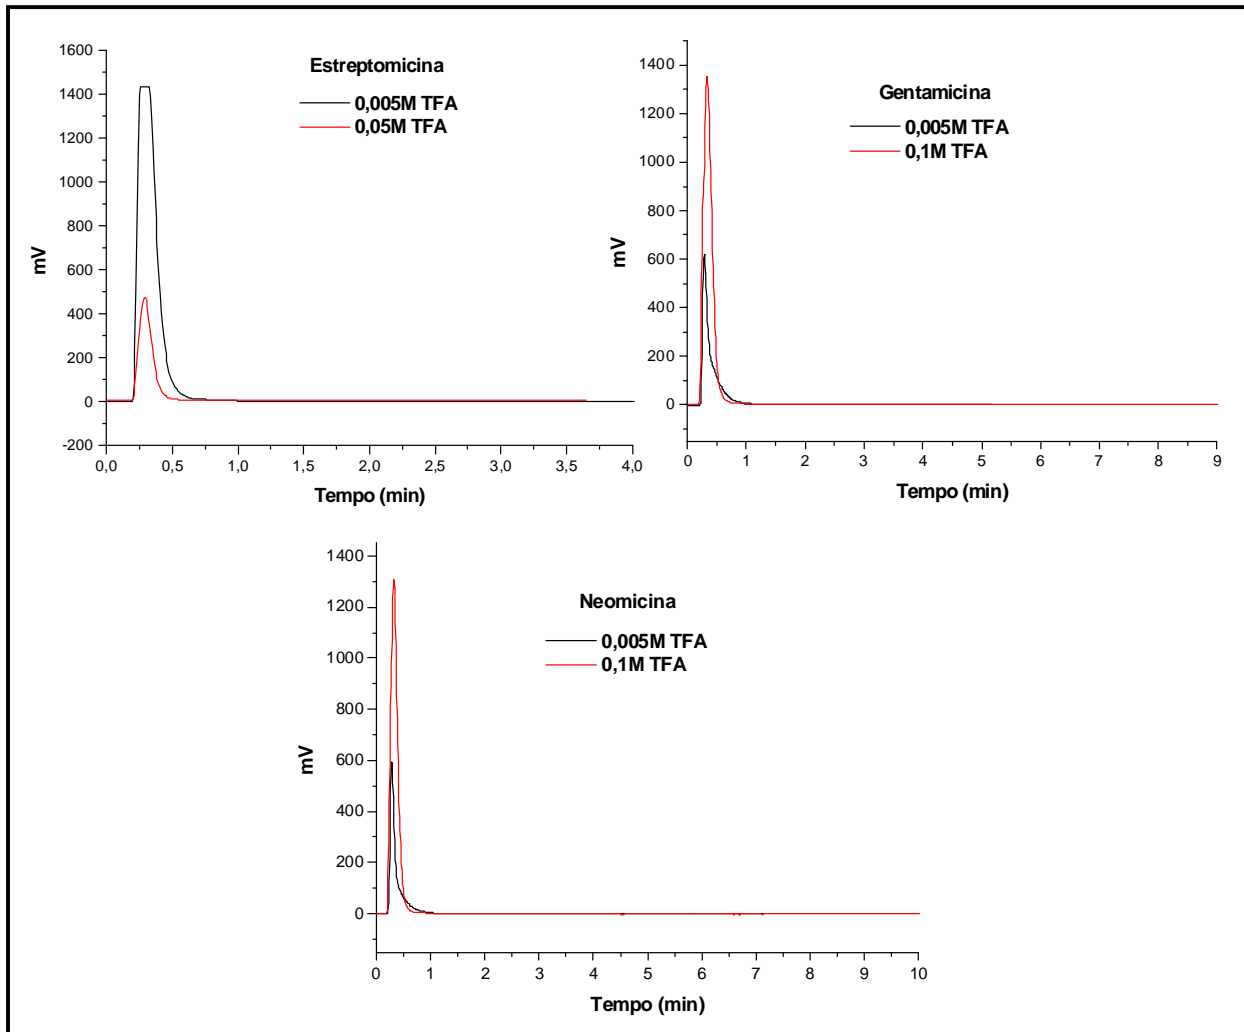 Estreptomicina
0,005M TFA
0,05M TFA
1600
1400
1200
1000
800
600
400
200
0
-200
mV
0,0 0,5 1,0 1,5 2,0 2,5 3,0 3,5 4,0
Tempo (min)
Gentamicina
0,005M TFA
0,1M TFA
1400
1200
1000
800
600
400
200
0
mV
0 1 2 3 4 5 6 7 8 9
Tempo (min)
Neomicina
0,005M TFA
0,1M TFA
1400
1200
1000
800
600
400
200
0
mV
0 1 2 3 4 5 6 7 8 9 10
Tempo (min)